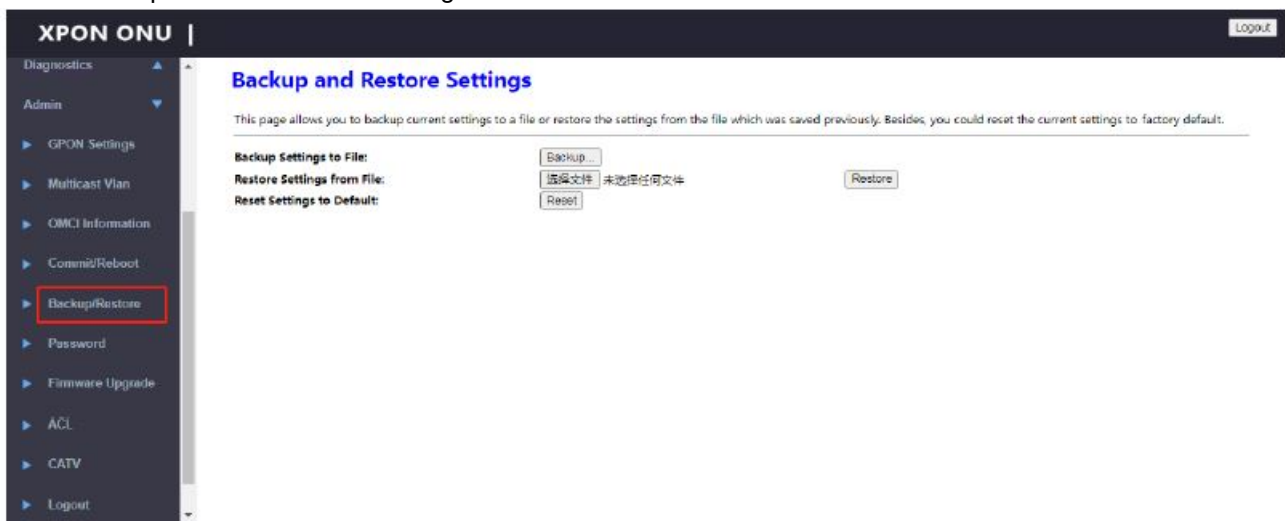 XPON ONU |
Logout
Diagnostics
Admin
GPON Settings
Multicast Vlan
OMCI Information
Commit/Reboot
Backup/Restore
Password
Firmware Upgrade
ACL
CATV
Logout
Backup and Restore Settings
This page allows you to backup current settings to a file or restore the settings from the file which was saved previously. Besides, you could reset the current settings to factory default.
Backup Settings to File: Backup...
Restore Settings from File: 选择文件 未选择任何文件 Restore
Reset Settings to Default: Reset